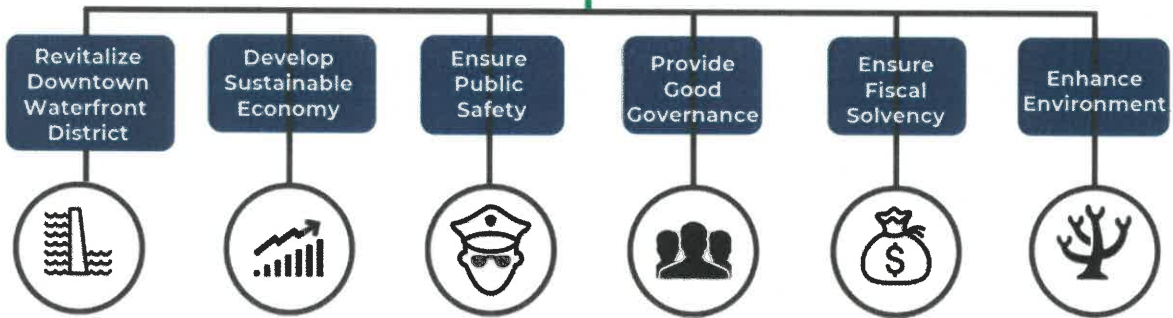 Revitalize
Downtown
Waterfront
District
Develop
Sustainable
Economy
Ensure
Public
Safety
Provide
Good
Governance
Ensure
Fiscal
Solvency
Enhance
Environment
$